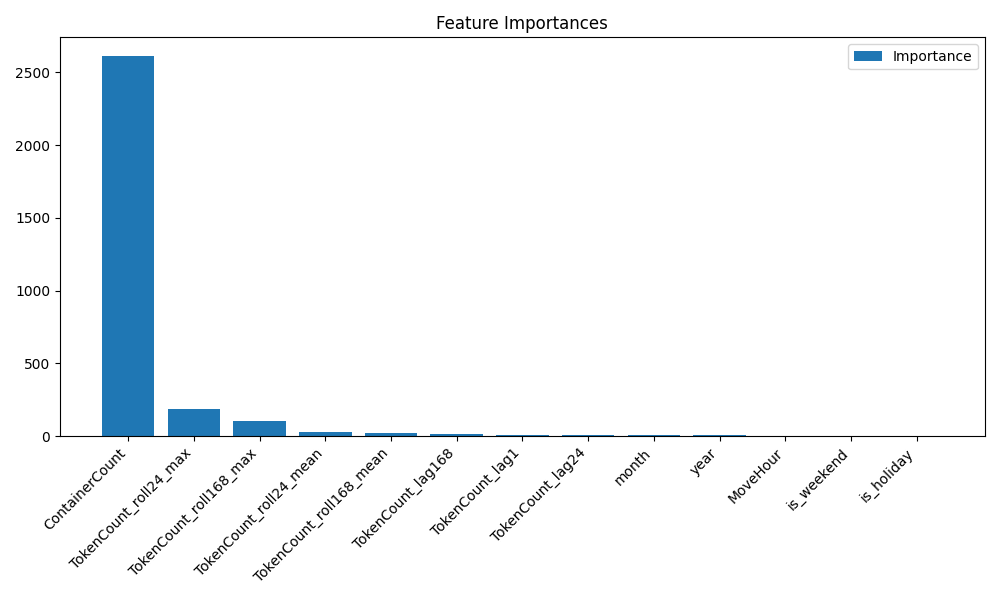 Feature Importances
Importance
2500
2000
1500
1000
500
0
ContainerCount
TokenCount_roll24_max
TokenCount_roll168_max
TokenCount_roll24_mean
TokenCount_roll168_mean
TokenCount_lag168
TokenCount_lag1
TokenCount_lag24
month
year
MoveHour
is_weekend
is_holiday